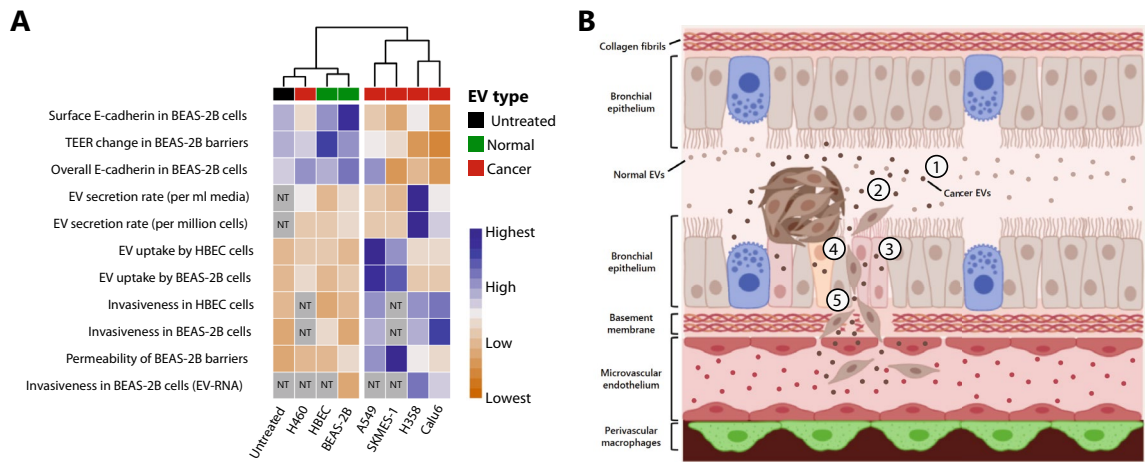 A
Surface E-cadherin in BEAS-2B cells
TEER change in BEAS-2B barriers
Overall E-cadherin in BEAS-2B cells
EV secretion rate (per ml media)
EV secretion rate (per million cells)
EV uptake by HBEC cells
EV uptake by BEAS-2B cells
Invasiveness in HBEC cells
Invasiveness in BEAS-2B cells
Permeability of BEAS-2B barriers
Invasiveness in BEAS-2B cells (EV-RNA)
NT
NT
NT NT
NT NT
NT NT NT NT NT
Untreated
H460
HBEC
BEAS-2B
A549
SKMES-1
H358
Calu6
EV type
Untreated
Normal
Cancer
Highest
High
Low
Lowest
B
Collagen fibrils
Bronchial
epithelium
Normal EVs
Bronchial
epithelium
Basement
membrane
Microvascular
endothelium
Perivascular
macrophages
1
2
Cancer EVs
4
3
5